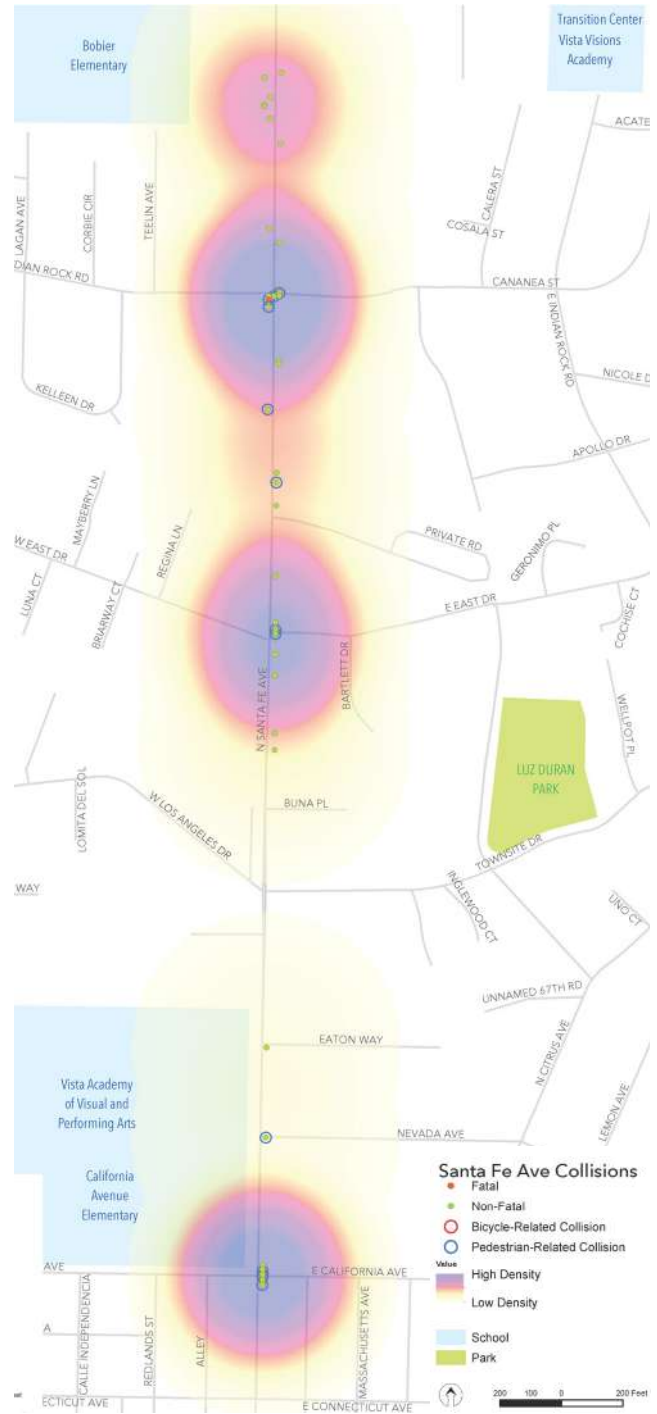 Bobier
Elementary
Transition Center
Vista Visions
Academy
ACATE
LAGAN AVE
CORBIE CIR
TEELIN AVE
CALERA ST
COSALA ST
DIAN ROCK RD
CANANEA ST
E INDIAN ROCK RD
NICOLE D
KELLEEN DR
APOLLO DR
MAYBERRY LN
REGINA LN
PRIVATE RD
GERONIMO PL
W EAST DR
LUNA CT
BRIARWAY CT
E EAST DR
COCHISE CT
N SANTA FE AVE
BARTLETT DR
WELLPOT PL
LUZ DURAN
PARK
LOMITA DEL SOL
W LOS ANGELES DR
BUNA PL
TOWNSITE DR
WAY
INGLEWOOD CT
UNO CT
UNNAMED 67TH RD
EATON WAY
N CITRUS AVE
LEMON AVE
Vista Academy
of Visual and
Performing Arts
NEVADA AVE
California
Avenue
Elementary
AVE
E CALIFORNIA AVE
CALLE INDEPENDENCIA
REDLANDS ST
ALLEY
MASSACHUSETTS AVE
A
ECTICUT AVE
E CONNECTICUT AVE
Santa Fe Ave Collisions
Fatal
Non-Fatal
Bicycle-Related Collision
Pedestrian-Related Collision
Value
High Density
Low Density
School
Park
200 100 0 200 Feet